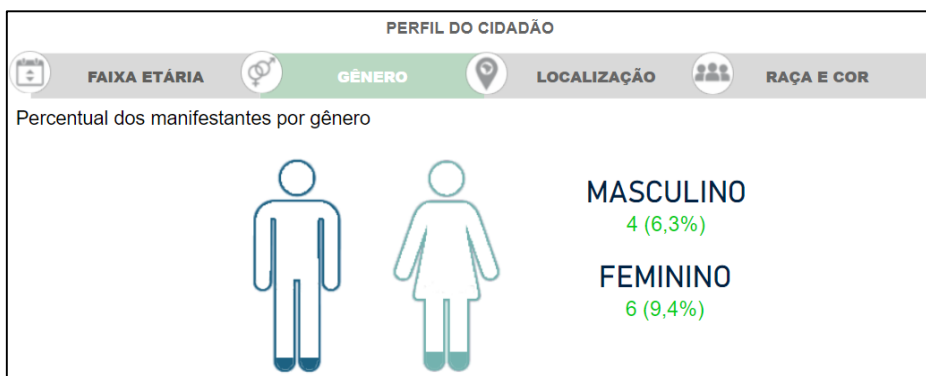 PERFIL DO CIDADÃO
FAIXA ETÁRIA
GÊNERO
LOCALIZAÇÃO
RAÇA E COR
Percentual dos manifestantes por gênero
MASCULINO
4 (6,3%)
FEMININO
6 (9,4%)